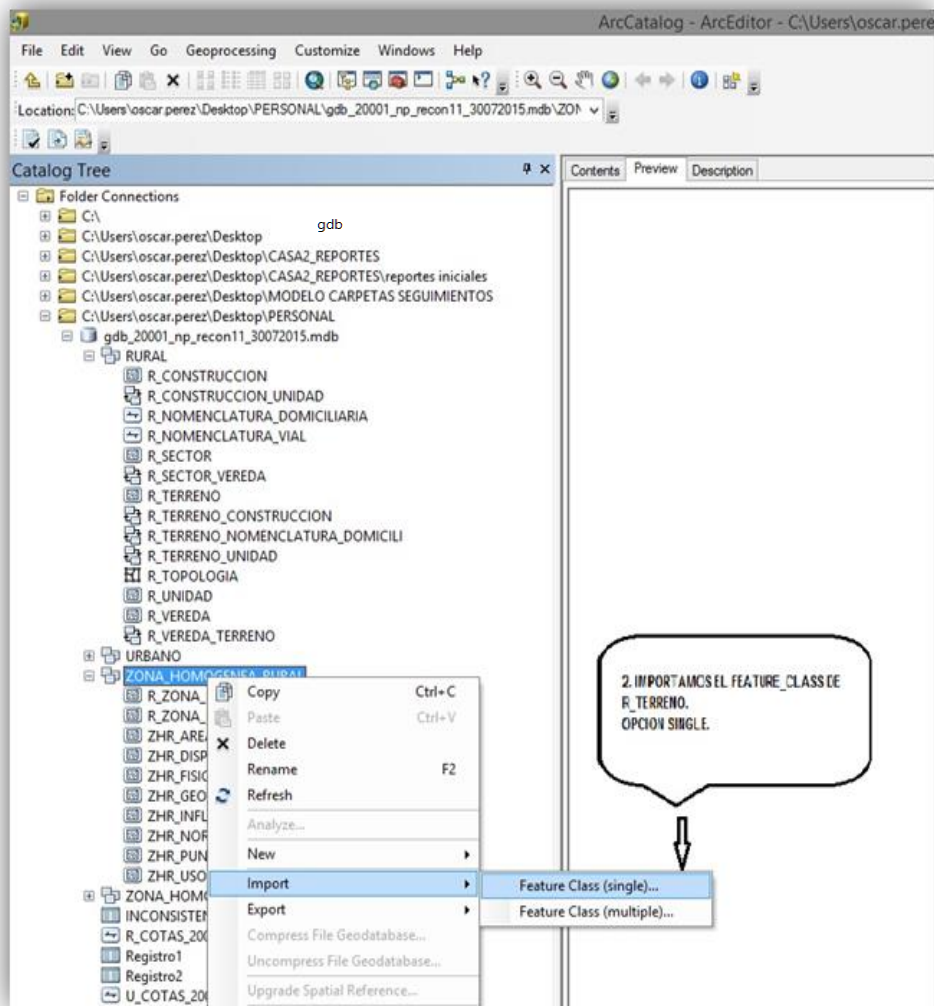 ArcCatalog - ArcEditor - C:\Users\oscar.pere
File Edit View Go Geoprocessing Customize Windows Help
Location: C:\Users\oscar.perez\Desktop\PERSONAL\gdb_20001_np_recon11_30072015.mdb\ZON
Catalog Tree
Contents Preview Description
Folder Connections
C:\
gdb
C:\Users\oscar.perez\Desktop
C:\Users\oscar.perez\Desktop\CASA2_REPORTES
C:\Users\oscar.perez\Desktop\CASA2_REPORTES\reportes iniciales
C:\Users\oscar.perez\Desktop\MODELO CARPETAS SEGUIMIENTOS
C:\Users\oscar.perez\Desktop\PERSONAL
gdb_20001_np_recon11_30072015.mdb
RURAL
R_CONSTRUCCION
R_CONSTRUCCION_UNIDAD
R_NOMENCLATURA_DOMICILIARIA
R_NOMENCLATURA_VIAL
R_SECTOR
R_SECTOR_VEREDA
R_TERRENO
R_TERRENO_CONSTRUCCION
R_TERRENO_NOMENCLATURA_DOMICILI
R_TERRENO_UNIDAD
R_TOPOLOGIA
R_UNIDAD
R_VEREDA
R_VEREDA_TERRENO
URBANO
ZONA_HOMOGENEA_RURAL
R_ZONA_
R_ZONA_
ZHR_ARE
ZHR_DISP
ZHR_FISIC
ZHR_GEO
ZHR_INFL
ZHR_NOR
ZHR_PUN
ZHR_USO
ZONA_HOMO
INCONSISTEN
R_COTAS_200
Registro1
Registro2
U_COTAS_200
Copy Ctrl+C
Paste Ctrl+V
Delete
Rename F2
Refresh
Analyze...
New
Import
Export
Compress File Geodatabase...
Uncompress File Geodatabase...
Upgrade Spatial Reference...
Feature Class (single)...
Feature Class (multiple)...
2. IMPORTAMOS EL FEATURE_CLASS DE
R_TERRENO.
OPCION SINGLE.